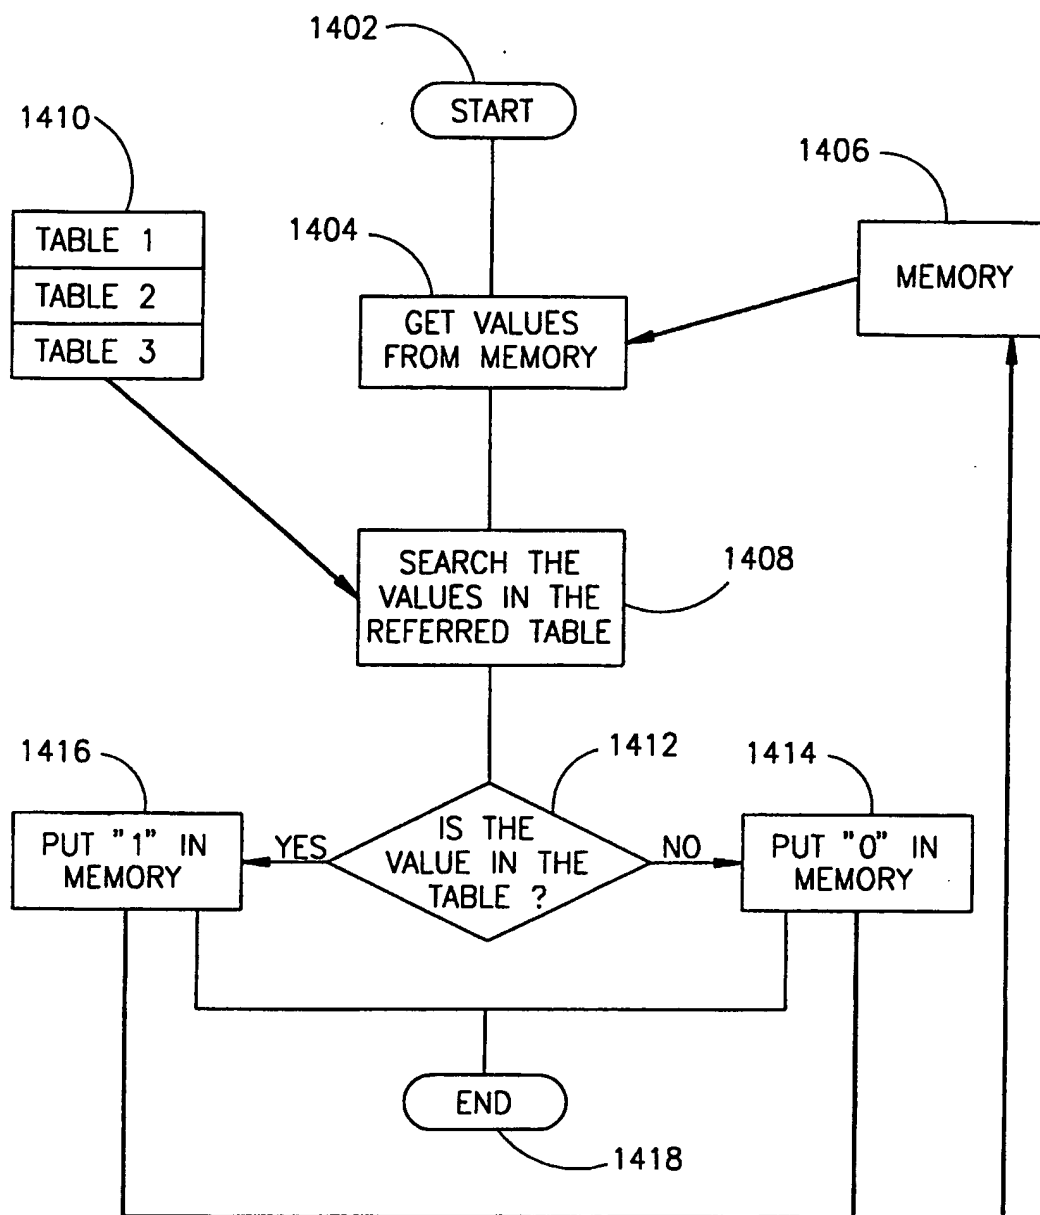 1402
START
1410
1406
TABLE 1
TABLE 2
TABLE 3
1404
MEMORY
GET VALUES
FROM MEMORY
SEARCH THE
VALUES IN THE
REFERRED TABLE
1408
1416
1412
1414
PUT "1" IN
MEMORY
YES
IS THE
VALUE IN THE
TABLE ?
NO
PUT "0" IN
MEMORY
END
1418